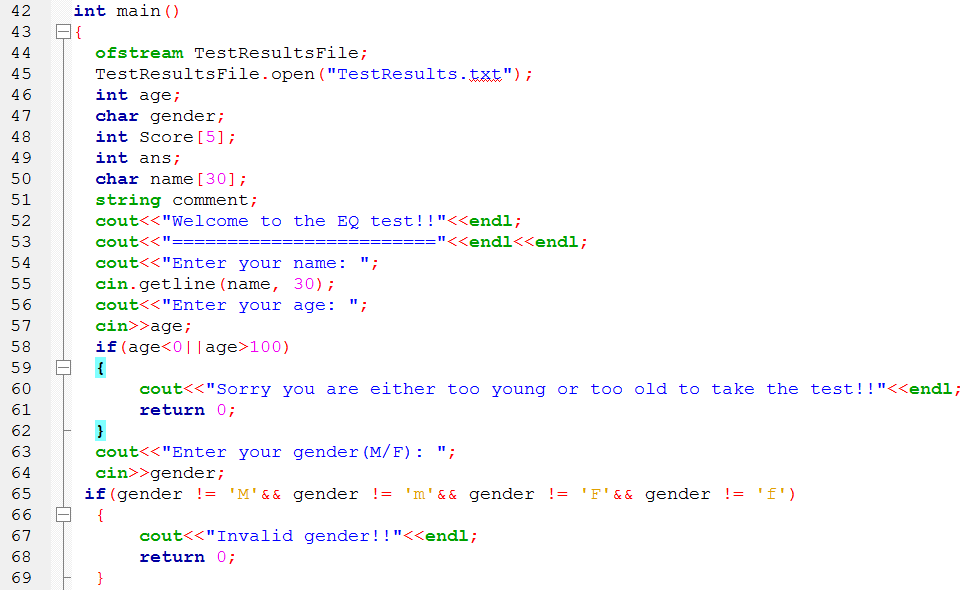 42 int main()
43 {
44 ofstream TestResultsFile;
45 TestResultsFile.open("TestResults.txt");
46 int age;
47 char gender;
48 int Score[5];
49 int ans;
50 char name[30];
51 string comment;
52 cout<<"Welcome to the EQ test!!"<<endl;
53 cout<<"========================"<<endl<<endl;
54 cout<<"Enter your name: ";
55 cin.getline(name, 30);
56 cout<<"Enter your age: ";
57 cin>>age;
58 if(age<0||age>100)
59 {
60 cout<<"Sorry you are either too young or too old to take the test!!"<<endl;
61 return 0;
62 }
63 cout<<"Enter your gender(M/F): ";
64 cin>>gender;
65 if(gender != 'M'&& gender != 'm'&& gender != 'F'&& gender != 'f')
66 {
67 cout<<"Invalid gender!!"<<endl;
68 return 0;
69 }